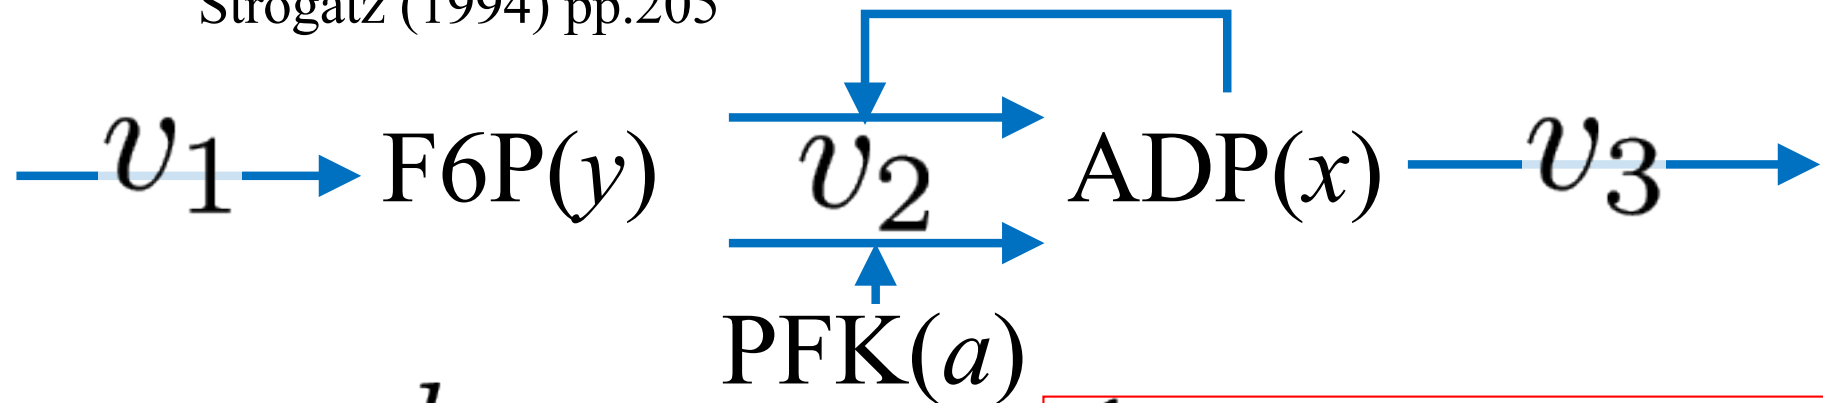 Strogatz (1994) pp.205
v₁ F6P(y) v₂ ADP(x) v₃
PFK(a)